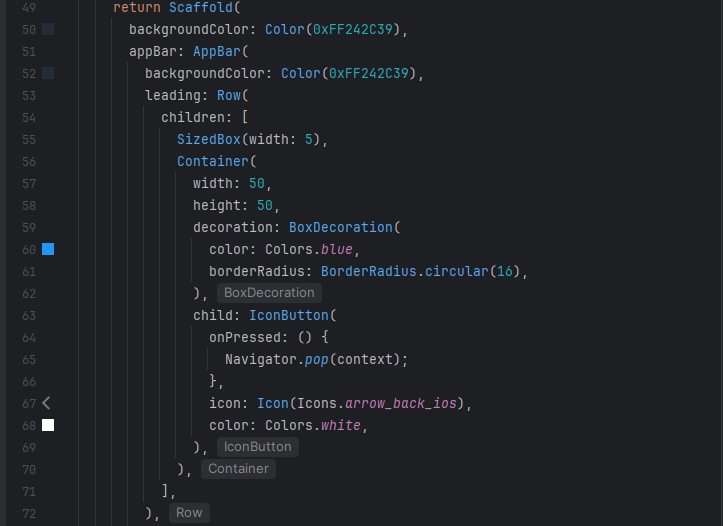 49 return Scaffold(
50 backgroundColor: Color(0xFF242C39),
51 appBar: AppBar(
52 backgroundColor: Color(0xFF242C39),
53 leading: Row(
54 children: [
55 SizedBox(width: 5),
56 Container(
57 width: 50,
58 height: 50,
59 decoration: BoxDecoration(
60 color: Colors.blue,
61 borderRadius: BorderRadius.circular(16),
62 ), BoxDecoration
63 child: IconButton(
64 onPressed: () {
65 Navigator.pop(context);
66 },
67 icon: Icon(Icons.arrow_back_ios),
68 color: Colors.white,
69 ), IconButton
70 ), Container
71 ],
72 ), Row